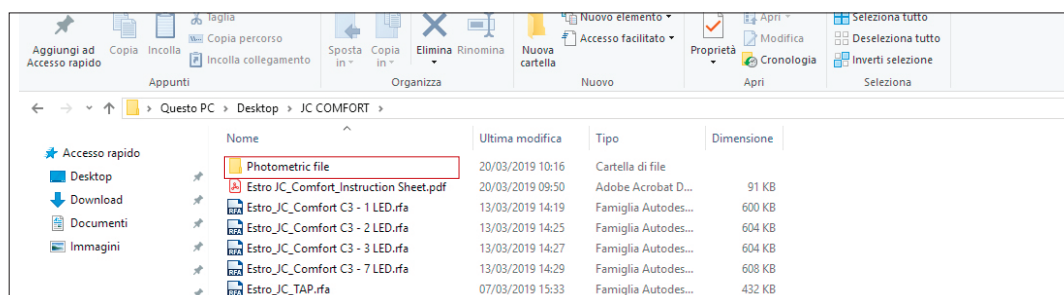 Taglia
Copia percorso
Incolla collegamento
Aggiungi ad
Accesso rapido
Copia
Incolla
Appunti
Sposta
in
Copia
in
Elimina
Rinomina
Organizza
Nuovo elemento
Accesso facilitato
Nuova
cartella
Nuovo
Proprietà
Apri
Modifica
Cronologia
Apri
Seleziona tutto
Deseleziona tutto
Inverti selezione
Seleziona
Questo PC > Desktop > JC COMFORT >
Nome Ultima modifica Tipo Dimensione
Accesso rapido
Desktop
Download
Documenti
Immagini
Photometric file 20/03/2019 10:16 Cartella di file
Estro JC_Comfort_Instruction Sheet.pdf 20/03/2019 09:50 Adobe Acrobat D... 91 KB
RFA Estro_JC_Comfort C3 - 1 LED.rfa 13/03/2019 14:19 Famiglia Autodes... 600 KB
RFA Estro_JC_Comfort C3 - 2 LED.rfa 13/03/2019 14:25 Famiglia Autodes... 604 KB
RFA Estro_JC_Comfort C3 - 3 LED.rfa 13/03/2019 14:27 Famiglia Autodes... 604 KB
RFA Estro_JC_Comfort C3 - 7 LED.rfa 13/03/2019 14:29 Famiglia Autodes... 608 KB
RFA Estro_JC_TAP.rfa 07/03/2019 15:33 Famiglia Autodes... 432 KB